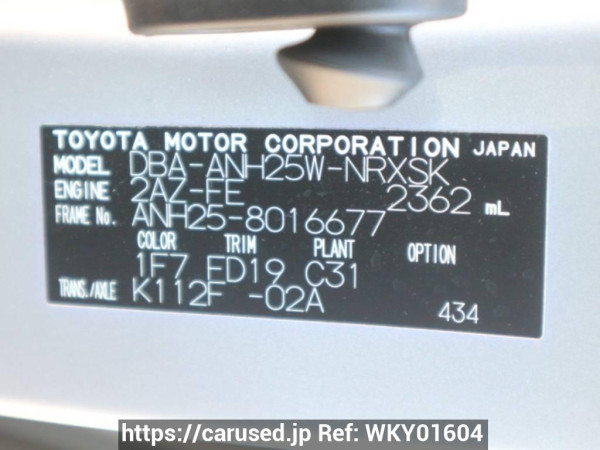 TOYOTA MOTOR CORPORATION JAPAN
MODEL DBA-ANH25W-NRXSK
ENGINE 2AZ-FE 2362 mL
FRAME No. ANH25-8016677
COLOR TRIM PLANT OPTION
1F7 FD19 C31
TRANS./AXLE K112F -02A
434
https://carused.jp Ref: WKY01604